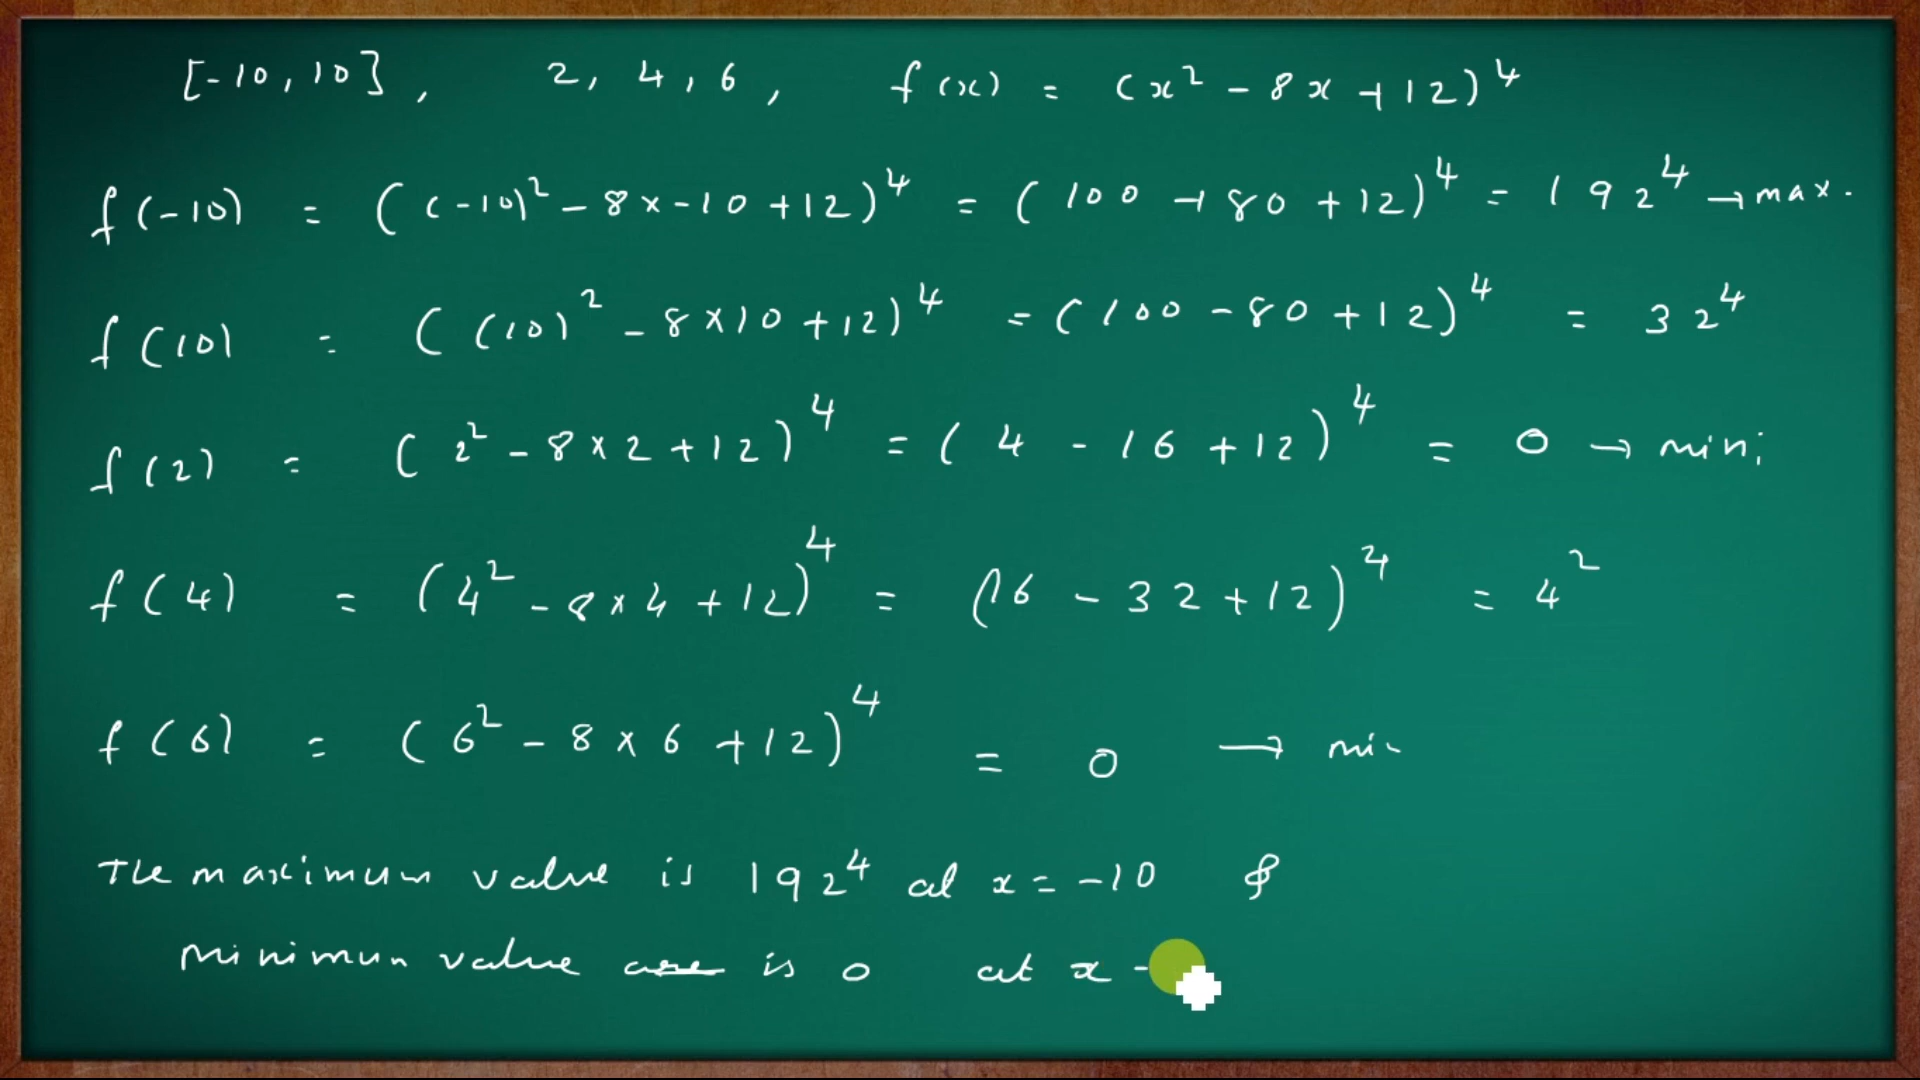 [-10, 10], 2, 4, 6, f(x) = (x² - 8x + 12)⁴
f(-10) = ((-10)² - 8 × -10 + 12)⁴ = (100 + 80 + 12)⁴ = 192⁴ → max.
f(10) = ((10)² - 8 × 10 + 12)⁴ = (100 - 80 + 12)⁴ = 32⁴
f(2) = (2² - 8 × 2 + 12)⁴ = (4 - 16 + 12)⁴ = 0 → mini
f(4) = (4² - 8 × 4 + 12)⁴ = (16 - 32 + 12)⁴ = 4²
f(6) = (6² - 8 × 6 + 12)⁴ = 0 → min
The maximum value is 192⁴ at x = -10 &
minimum value is 0 at x -